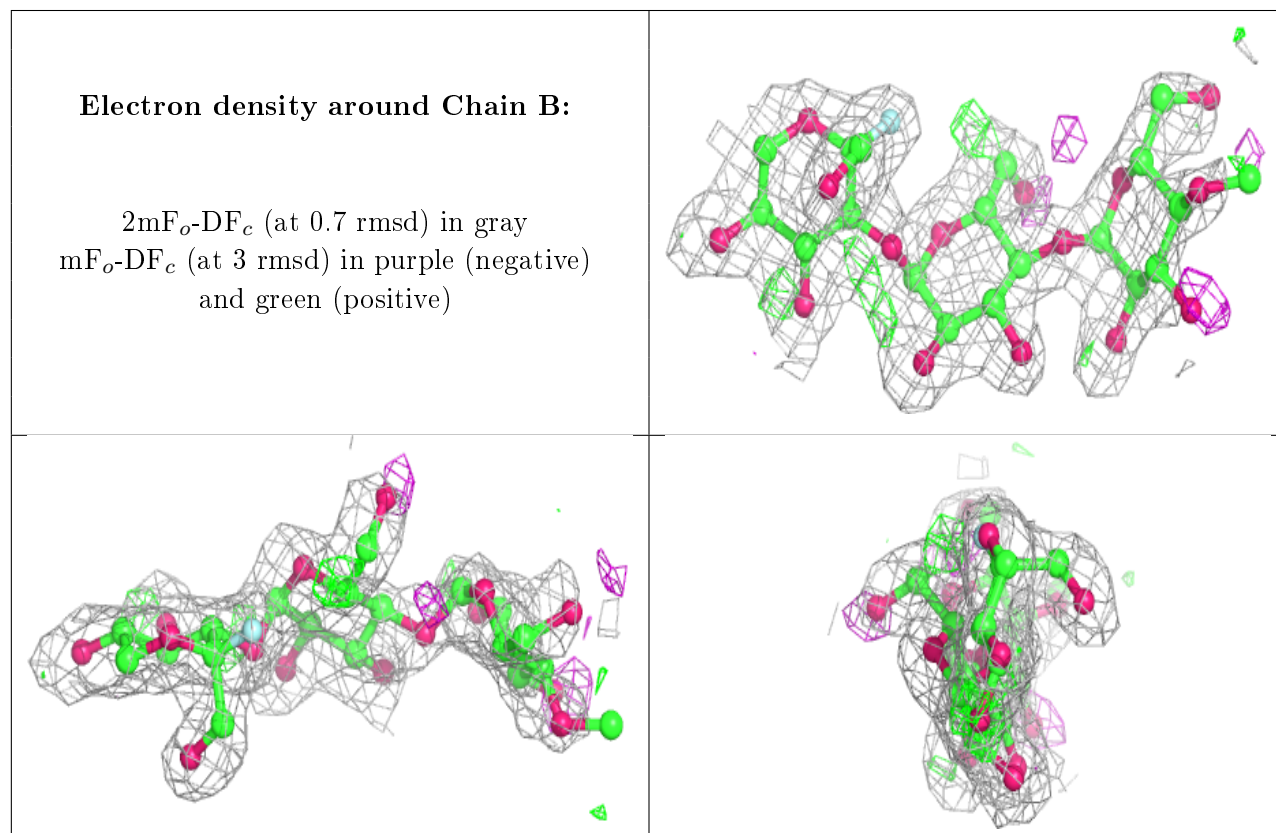 Electron density around Chain B:
2mFo-DFc (at 0.7 rmsd) in gray
mFo-DFc (at 3 rmsd) in purple (negative)
and green (positive)